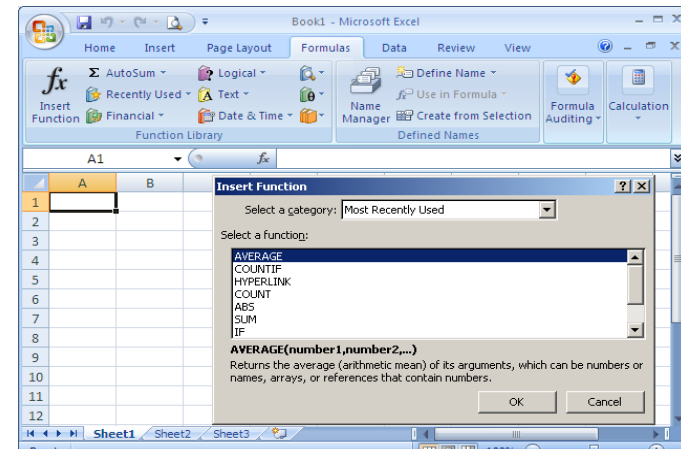 Book1 - Microsoft Excel
Home Insert Page Layout Formulas Data Review View
fx Insert Function
Σ AutoSum
Recently Used
Financial
Logical
A Text
Date & Time
θ
Function Library
Name Manager
Define Name
Use in Formula
Create from Selection
Defined Names
Formula Auditing
Calculation
A1 fx
A B
1
2
3
4
5
6
7
8
9
10
11
12
Insert Function ? X
Select a category: Most Recently Used
Select a function:
AVERAGE
COUNTIF
HYPERLINK
COUNT
ABS
SUM
IF
AVERAGE(number1,number2,...)
Returns the average (arithmetic mean) of its arguments, which can be numbers or
names, arrays, or references that contain numbers.
OK Cancel
Sheet1 Sheet2 Sheet3